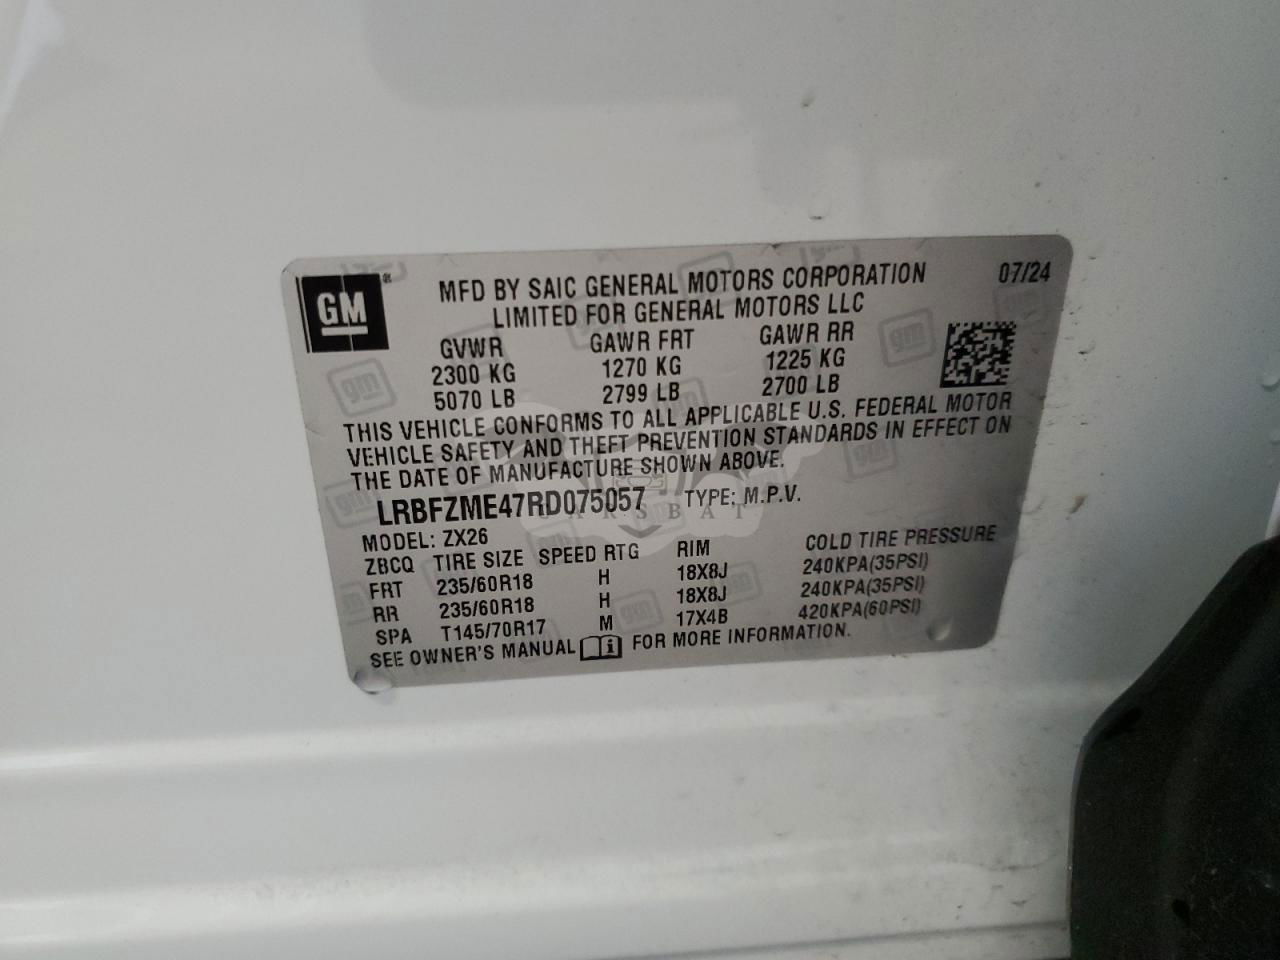 GM
MFD BY SAIC GENERAL MOTORS CORPORATION 07/24
LIMITED FOR GENERAL MOTORS LLC
GVWR GAWR FRT GAWR RR
2300 KG 1270 KG 1225 KG
5070 LB 2799 LB 2700 LB
THIS VEHICLE CONFORMS TO ALL APPLICABLE U.S. FEDERAL MOTOR
VEHICLE SAFETY AND THEFT PREVENTION STANDARDS IN EFFECT ON
THE DATE OF MANUFACTURE SHOWN ABOVE.
LRBFZME47RD075057 TYPE: M.P.V.
MODEL: ZX26
ZBCQ TIRE SIZE SPEED RTG RIM COLD TIRE PRESSURE
FRT 235/60R18 H 18X8J 240KPA(35PSI)
RR 235/60R18 H 18X8J 240KPA(35PSI)
SPA T145/70R17 M 17X4B 420KPA(60PSI)
SEE OWNER'S MANUAL i FOR MORE INFORMATION.